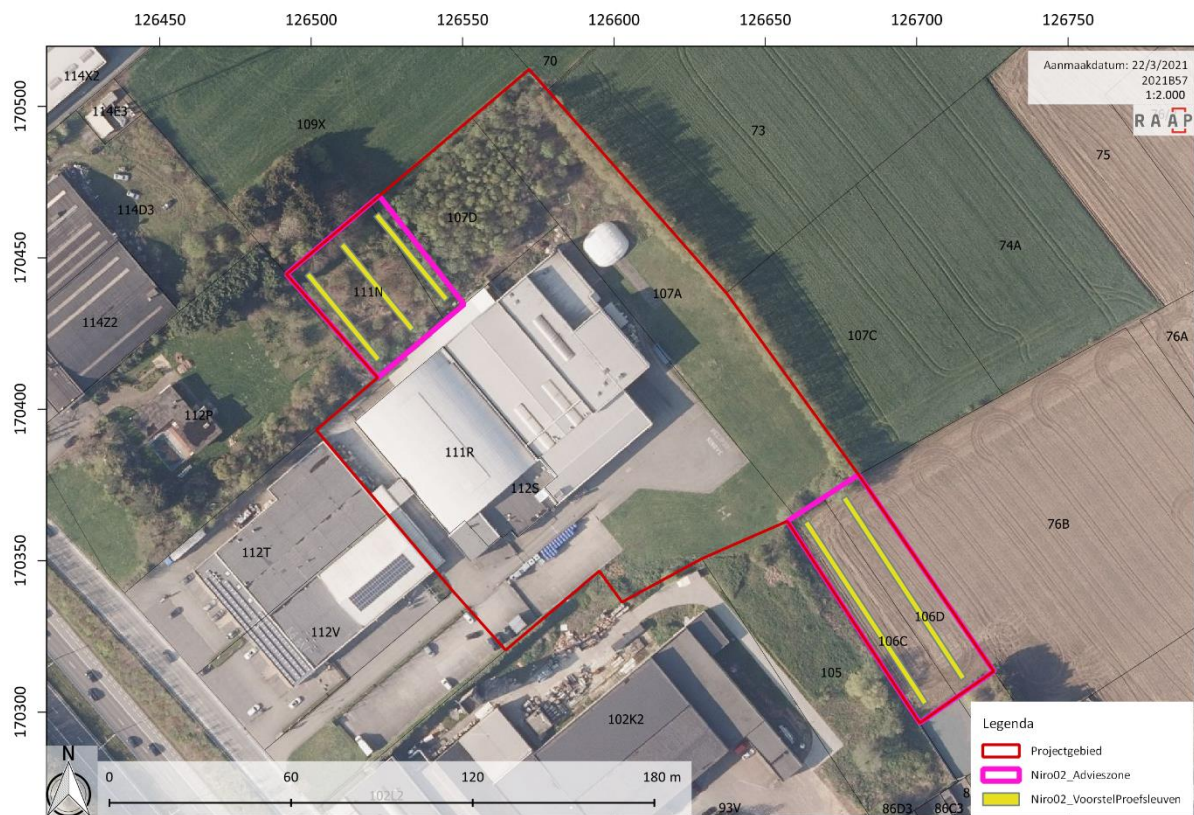 126450 126500 126550 126600 126650 126700 126750
170500
170450
170400
170350
170300
Aanmaakdatum: 22/3/2021
2021B57
1:2.000
RAAP
114X2
114E3
109X
70
73
75
114D3
107D
74A
111N
107A
114Z2
107C
76A
112P
111R
112S
76B
112T
106D
106C
112V
105
102K2
102L2
93V
86D3
86C3
N
0 60 120 180 m
Legenda
Projectgebied
Niro02_Advieszone
Niro02_VoorstelProefsleuven